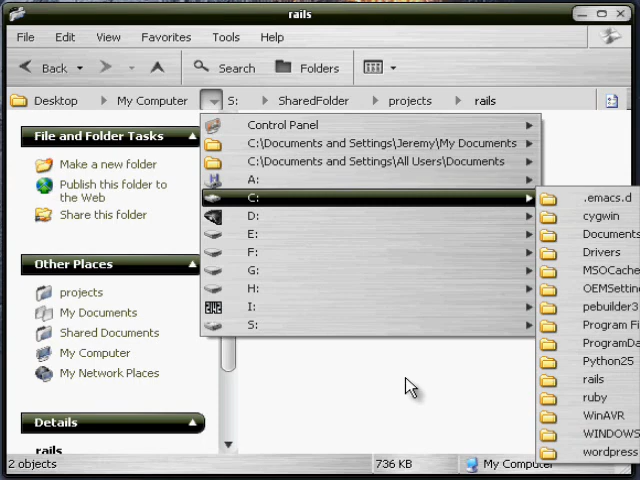 rails
File Edit View Favorites Tools Help
Back Search Folders
Desktop My Computer S: SharedFolder projects rails
File and Folder Tasks
Make a new folder
Publish this folder to
the Web
Share this folder
Other Places
projects
My Documents
Shared Documents
My Computer
My Network Places
Details
rails
Control Panel
C:\Documents and Settings\Jeremy\My Documents
C:\Documents and Settings\All Users\Documents
A:
C:
D:
E:
F:
G:
H:
I:
S:
.emacs.d
cygwin
Documents
Drivers
MSOCache
OEMSettin
pebuilder3
Program Fi
ProgramDa
Python25
rails
ruby
WinAVR
WINDOWS
wordpress
2 objects 736 KB My Computer